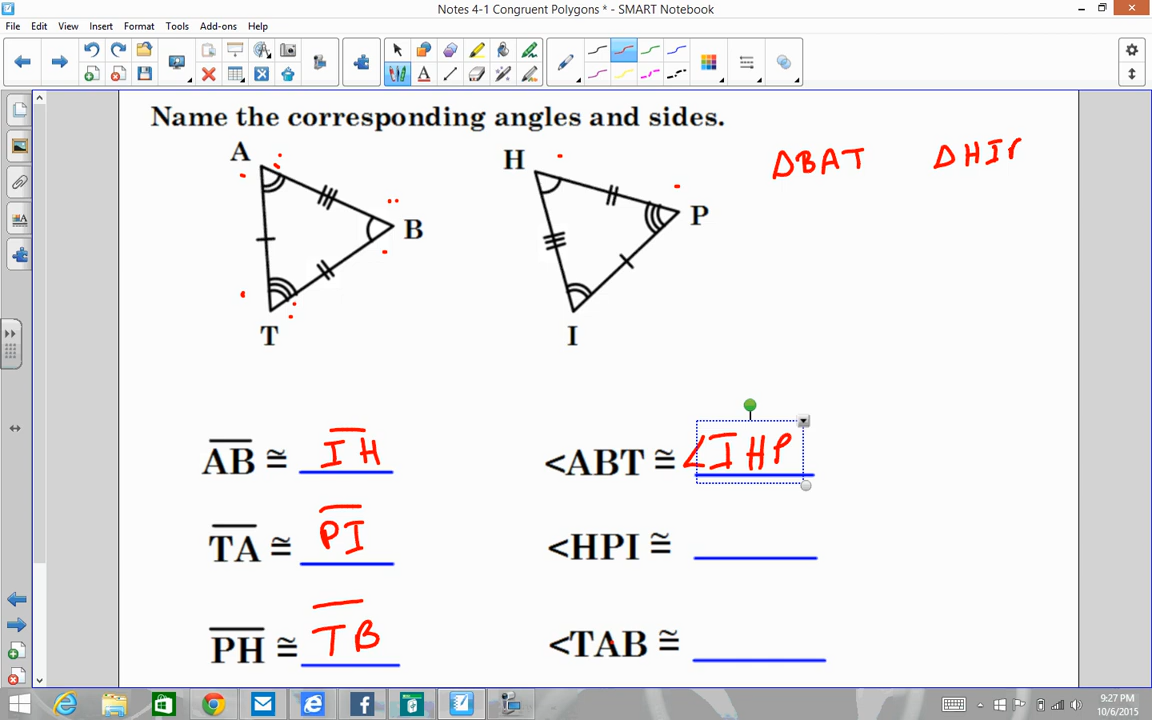 Notes 4-1 Congruent Polygons * - SMART Notebook
File Edit View Insert Format Tools Add-ons Help
Name the corresponding angles and sides.
A
B
T
H
P
I
ΔBAT ΔHIP
AB ≅ IH
<ABT ≅ ∠IHP
TA ≅ PI
<HPI ≅
PH ≅ TB
<TAB ≅
9:27 PM
10/6/2015